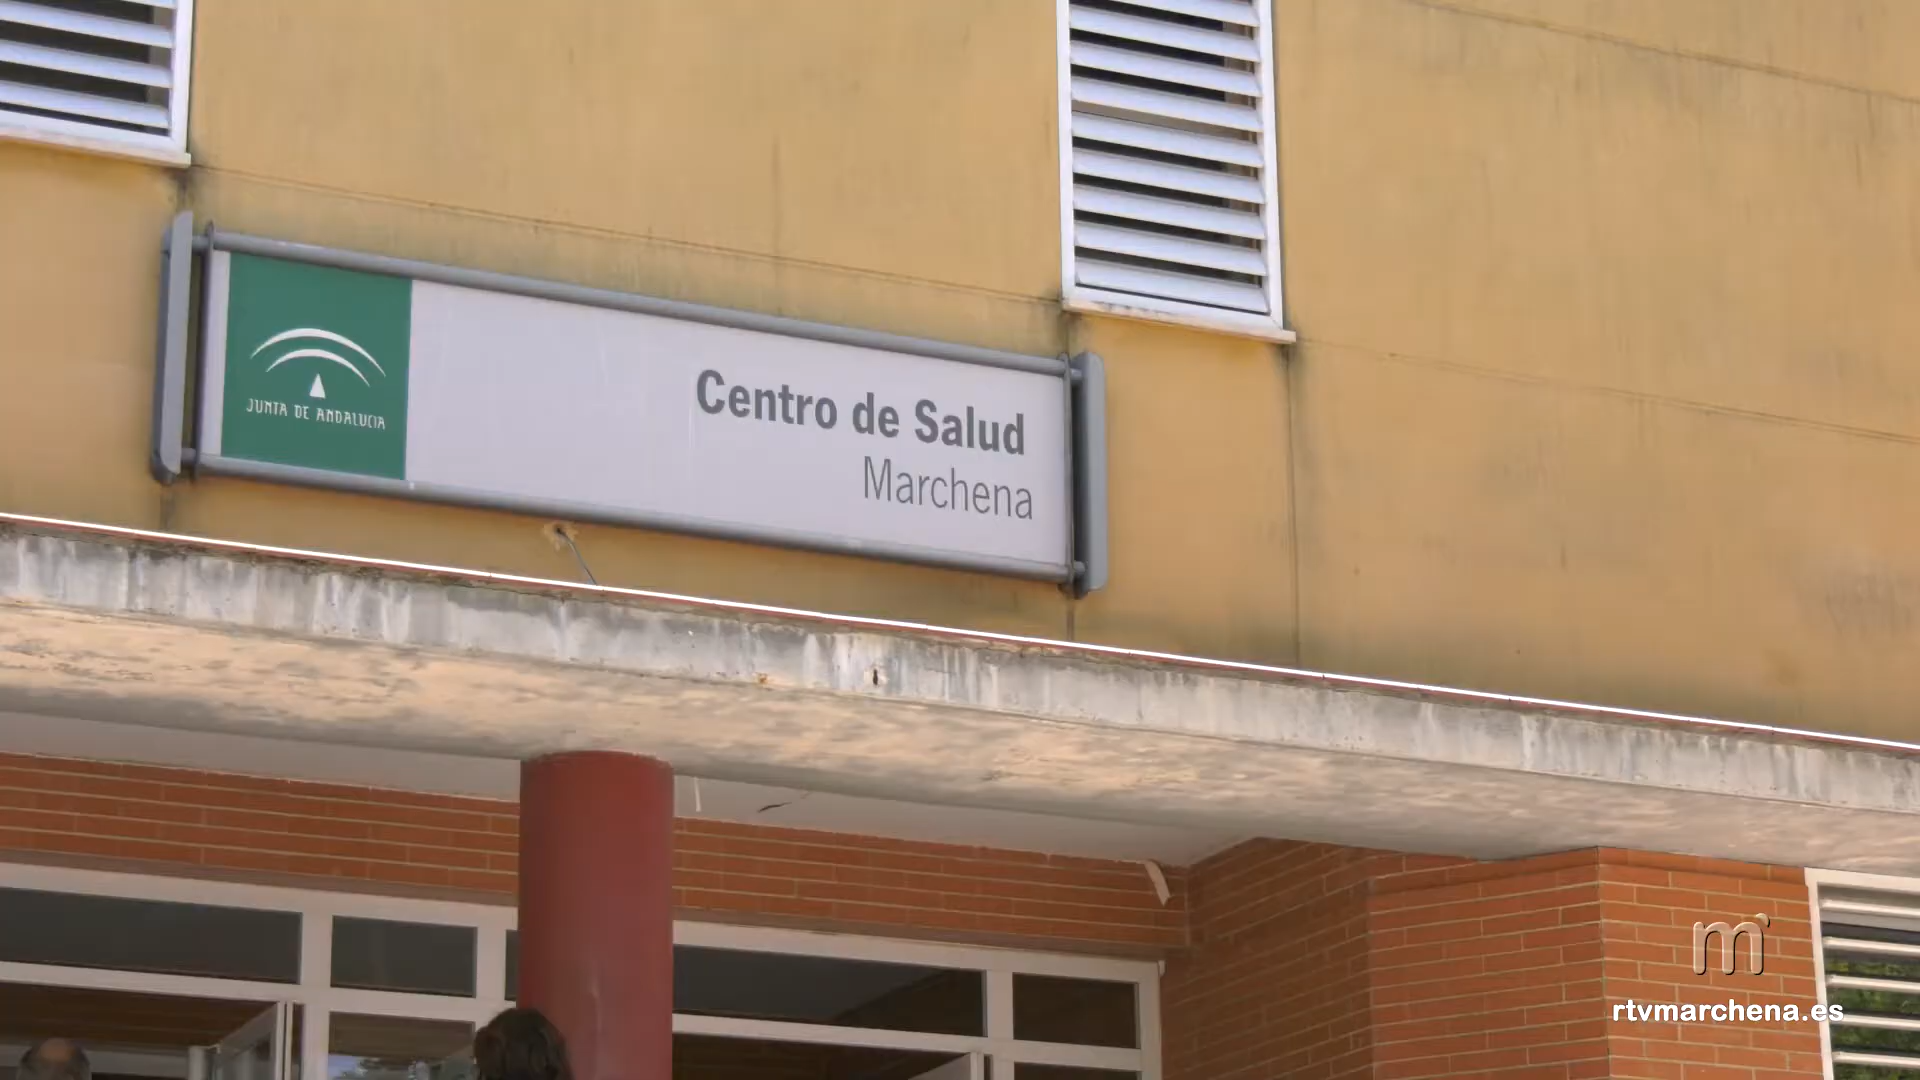 JUNTA DE ANDALUCIA
Centro de Salud
Marchena
m
rtvmarchena.es